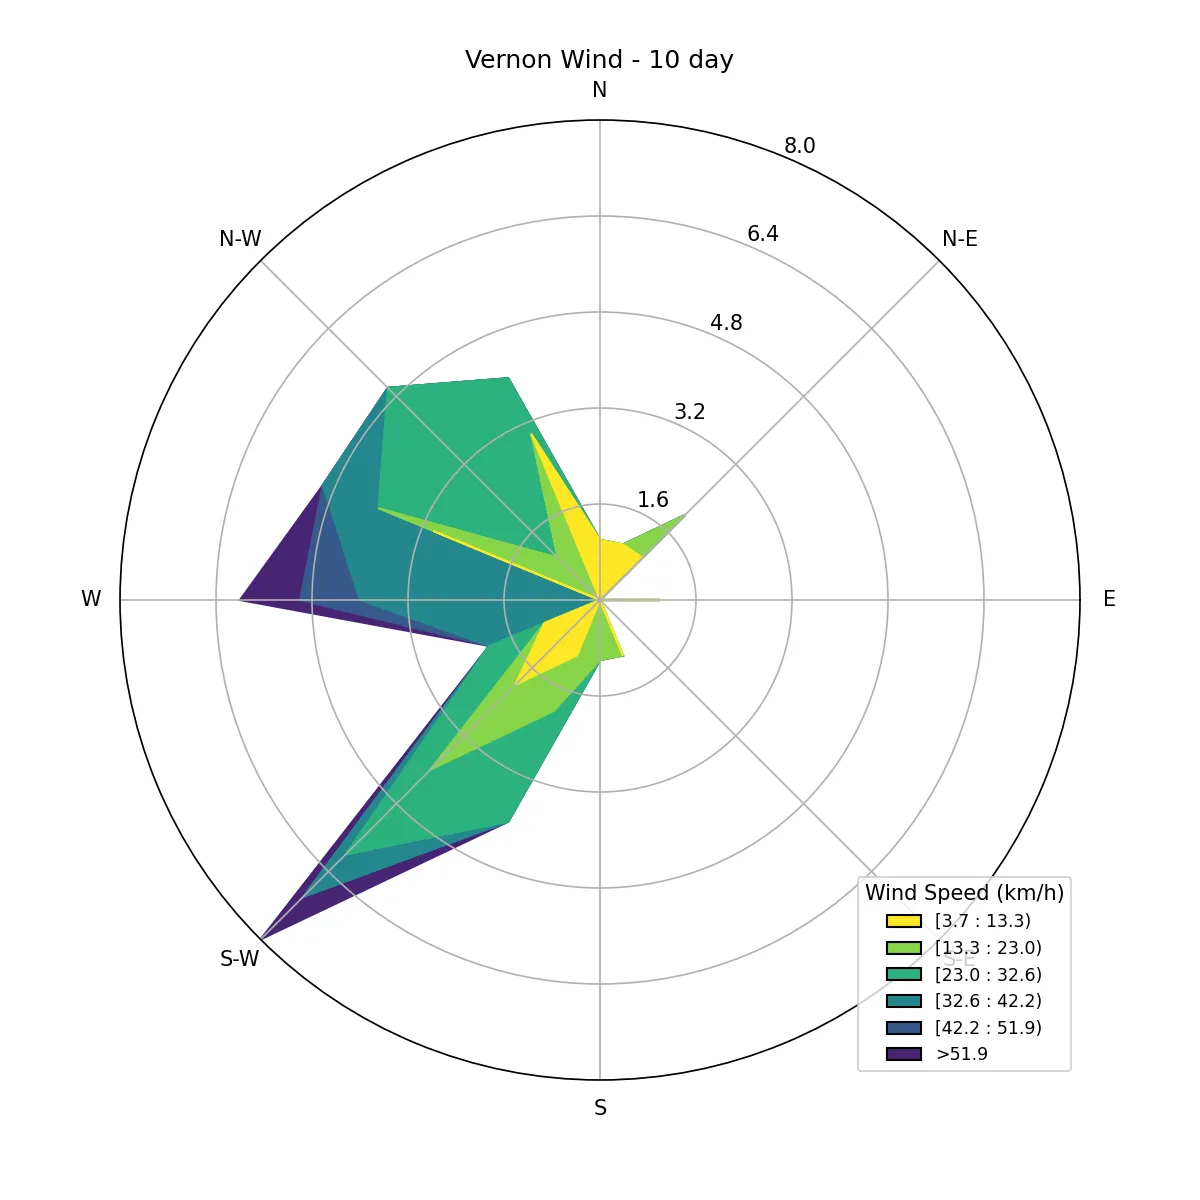 Vernon Wind - 10 day
N
8.0
N-W
N-E
6.4
4.8
3.2
1.6
W
E
S-W
S-E
S
Wind Speed (km/h)
[3.7 : 13.3)
[13.3 : 23.0)
[23.0 : 32.6)
[32.6 : 42.2)
[42.2 : 51.9)
>51.9